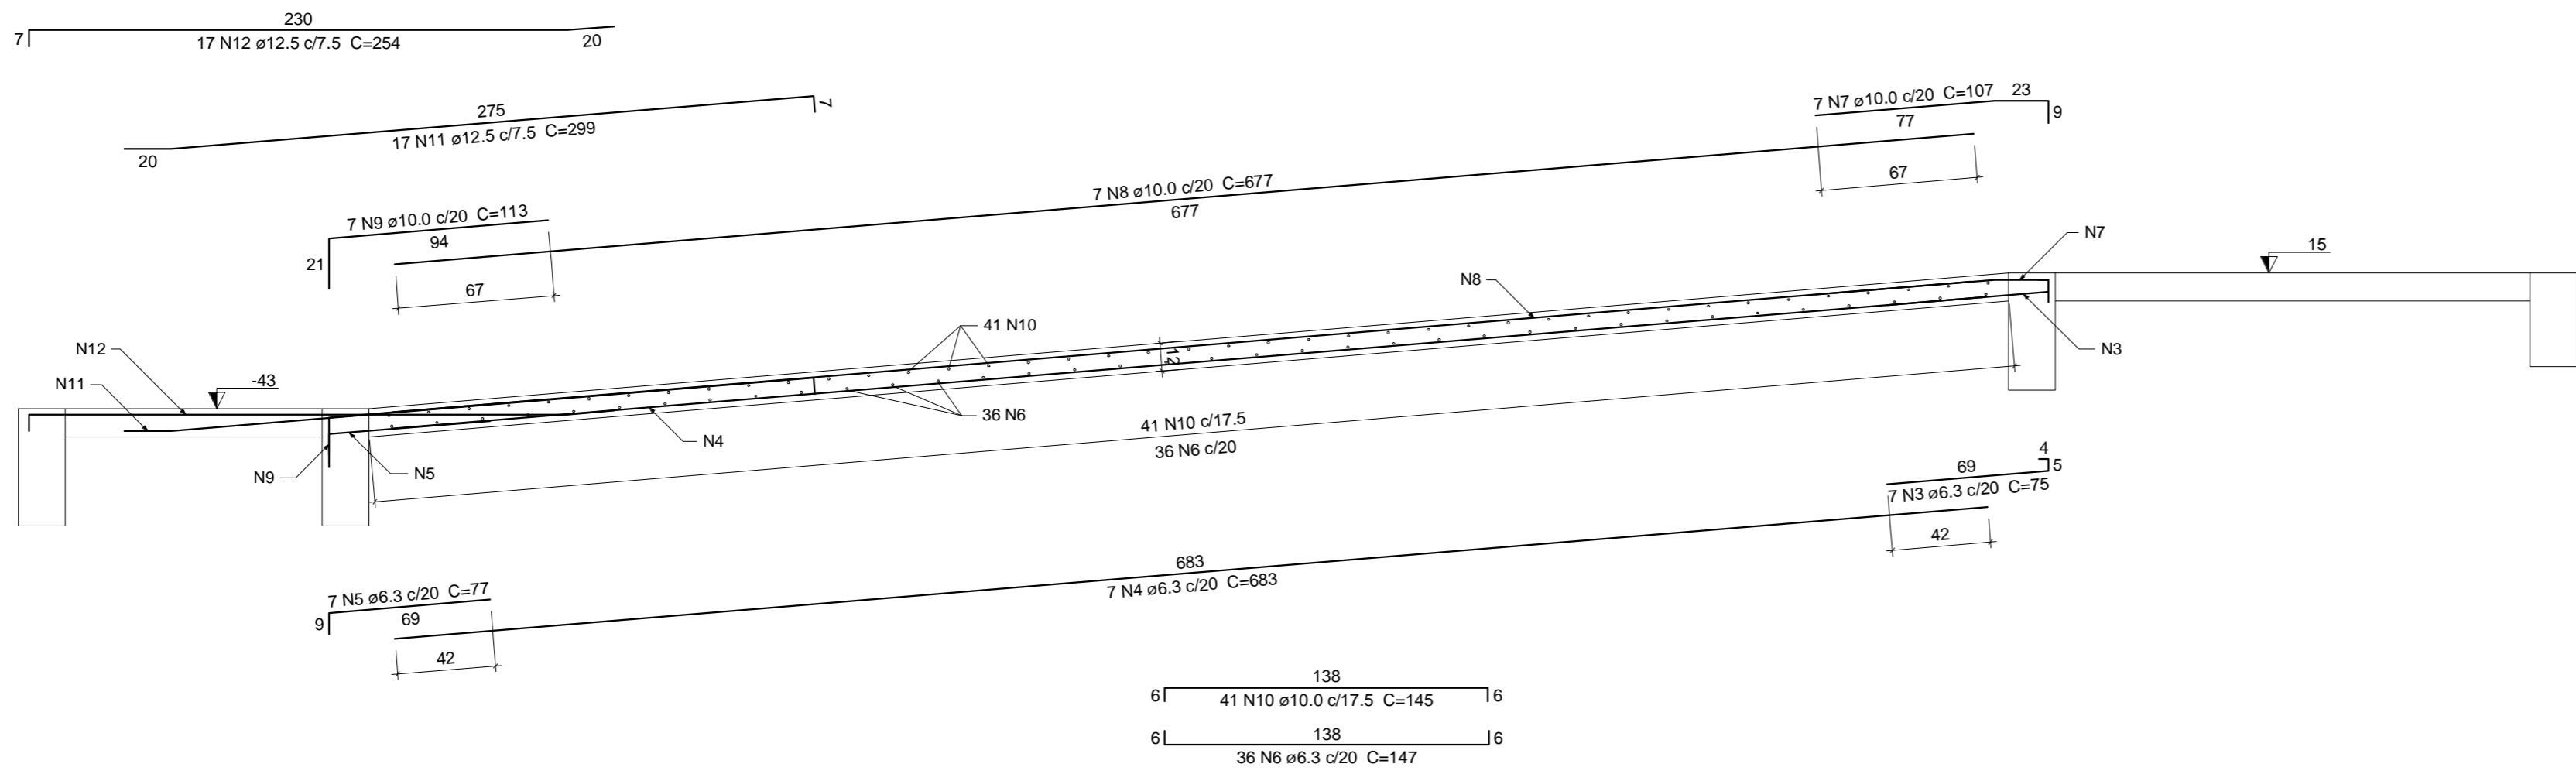 230
7
17 N12 ø12.5 c/7.5 C=254
20
275
7
17 N11 ø12.5 c/7.5 C=299
20
7 N7 ø10.0 c/20 C=107
23
77
9
67
7 N8 ø10.0 c/20 C=677
677
7 N9 ø10.0 c/20 C=113
94
21
67
N7
15
N8
N3
41 N10
12
N12
N11
-43
36 N6
N4
N5
N9
41 N10 c/17.5
36 N6 c/20
4
69
5
7 N3 ø6.3 c/20 C=75
42
683
7 N4 ø6.3 c/20 C=683
7 N5 ø6.3 c/20 C=77
69
9
42
138
6
6
41 N10 ø10.0 c/17.5 C=145
138
6
6
36 N6 ø6.3 c/20 C=147